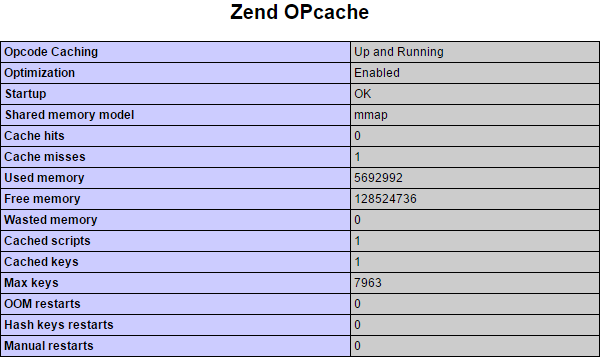 Zend OPcache
Opcode Caching Up and Running
Optimization Enabled
Startup OK
Shared memory model mmap
Cache hits 0
Cache misses 1
Used memory 5692992
Free memory 128524736
Wasted memory 0
Cached scripts 1
Cached keys 1
Max keys 7963
OOM restarts 0
Hash keys restarts 0
Manual restarts 0